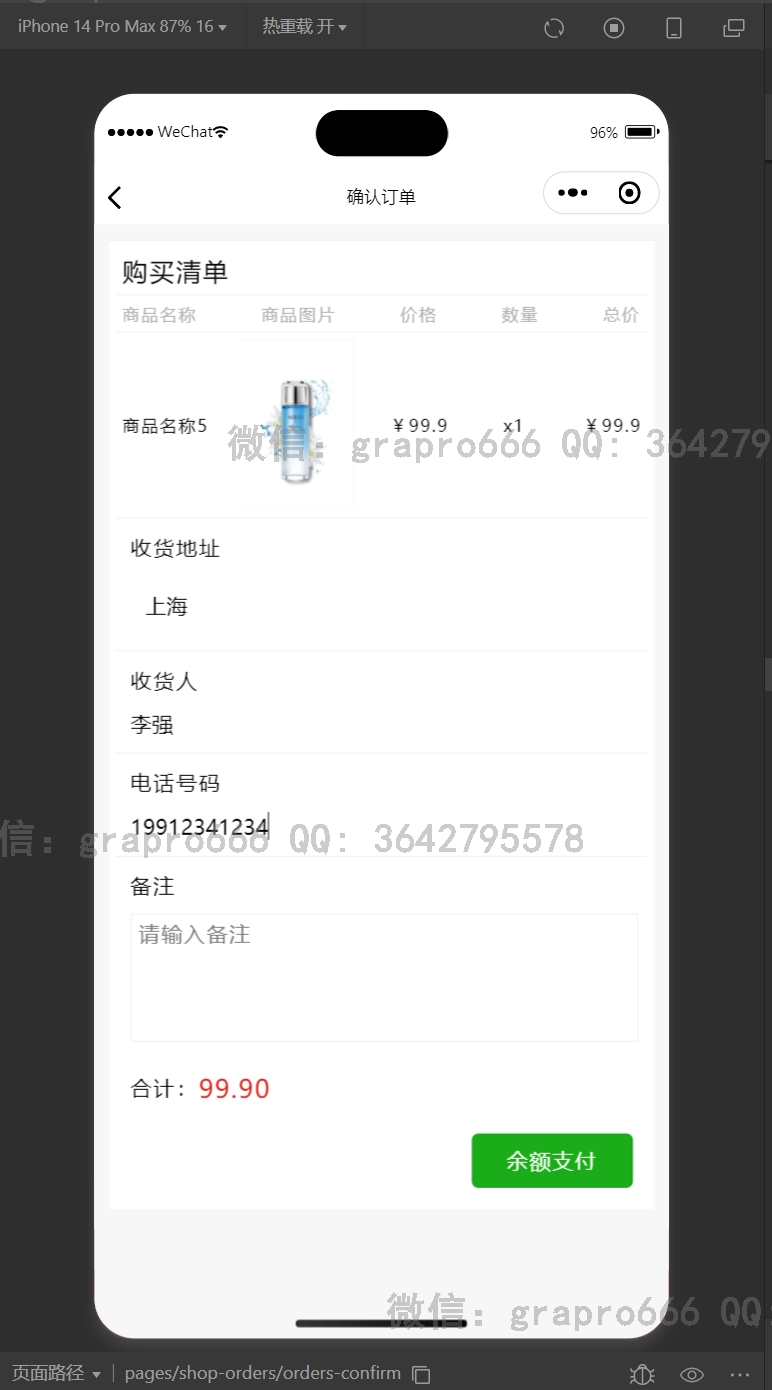 iPhone 14 Pro Max 87% 16
热重载 开
WeChat
96%
确认订单
购买清单
商品名称 商品图片 价格 数量 总价
商品名称5 ¥99.9 x1 ¥99.9
微信：grapro666 QQ：364279
收货地址
上海
收货人
李强
电话号码
19912341234
信：grapro666 QQ：3642795578
备注
请输入备注
合计：99.90
余额支付
微信：grapro666 QQ
页面路径 pages/shop-orders/orders-confirm